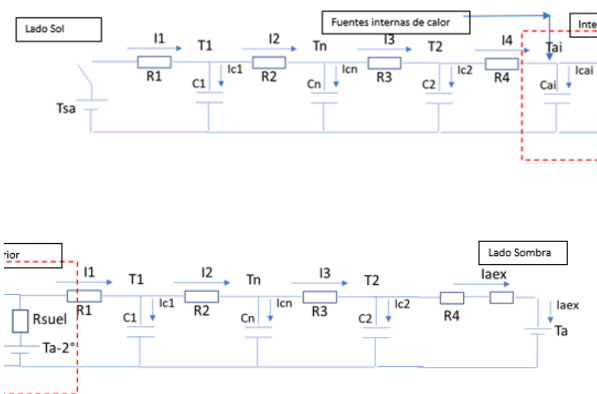 Lado Sol
Fuentes internas de calor
Inte
I1 T1 I2 Tn I3 T2 I4 Tai
R1 Ic1 R2 Icn R3 Ic2 R4 Icai
C1 Cn C2 Cai
Tsa
rior
Lado Sombra
I1 T1 I2 Tn I3 T2 Iaex
R1 Ic1 R2 Icn R3 Ic2 R4 Iaex
Rsuel C1 Cn C2 Ta
Ta-2°